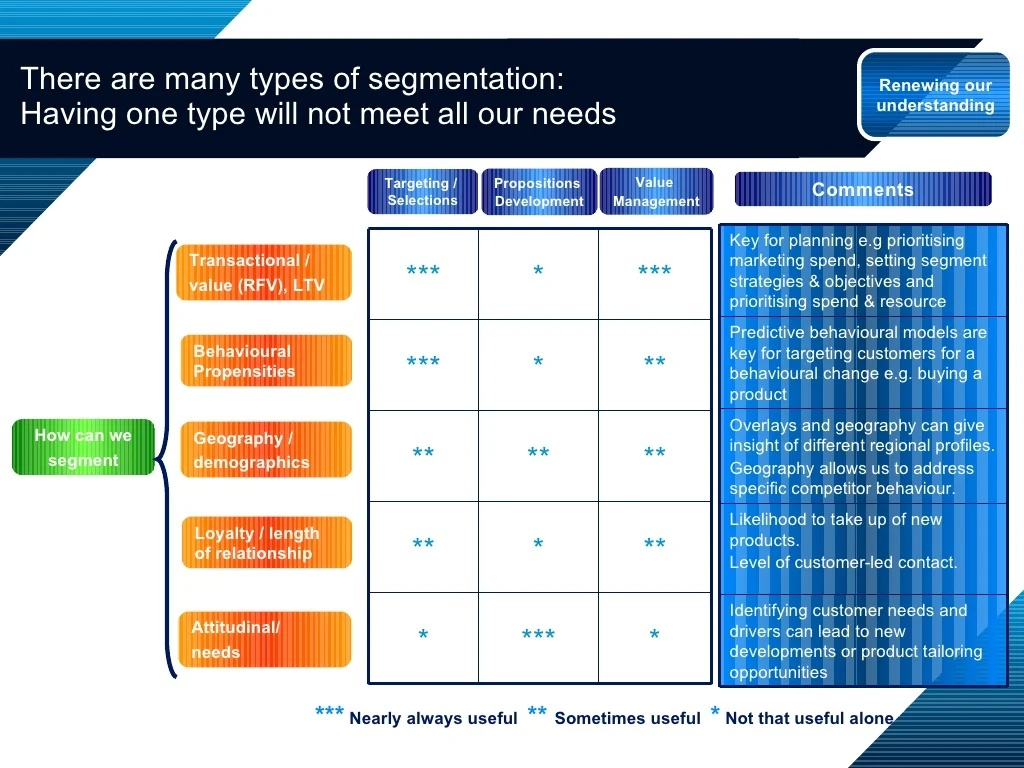 There are many types of segmentation:
Having one type will not meet all our needs
Renewing our
understanding
Targeting /
Selections
Propositions
Development
Value
Management
Comments
How can we
segment
Transactional /
value (RFV), LTV
***
*
***
Key for planning e.g prioritising
marketing spend, setting segment
strategies & objectives and
prioritising spend & resource
Behavioural
Propensities
***
*
**
Predictive behavioural models are
key for targeting customers for a
behavioural change e.g. buying a
product
Geography /
demographics
**
**
**
Overlays and geography can give
insight of different regional profiles.
Geography allows us to address
specific competitor behaviour.
Loyalty / length
of relationship
**
*
**
Likelihood to take up of new
products.
Level of customer-led contact.
Attitudinal/
needs
*
***
*
Identifying customer needs and
drivers can lead to new
developments or product tailoring
opportunities
*** Nearly always useful ** Sometimes useful * Not that useful alone